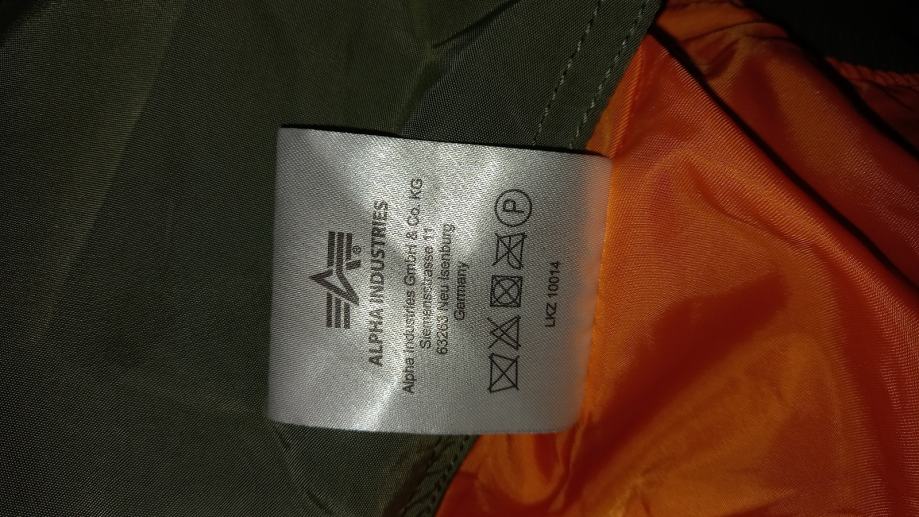 ALPHA INDUSTRIES
Alpha Industries GmbH & Co. KG
Siemensstrasse 11
63263 Neu Isenburg
Germany
P
LKZ 10014